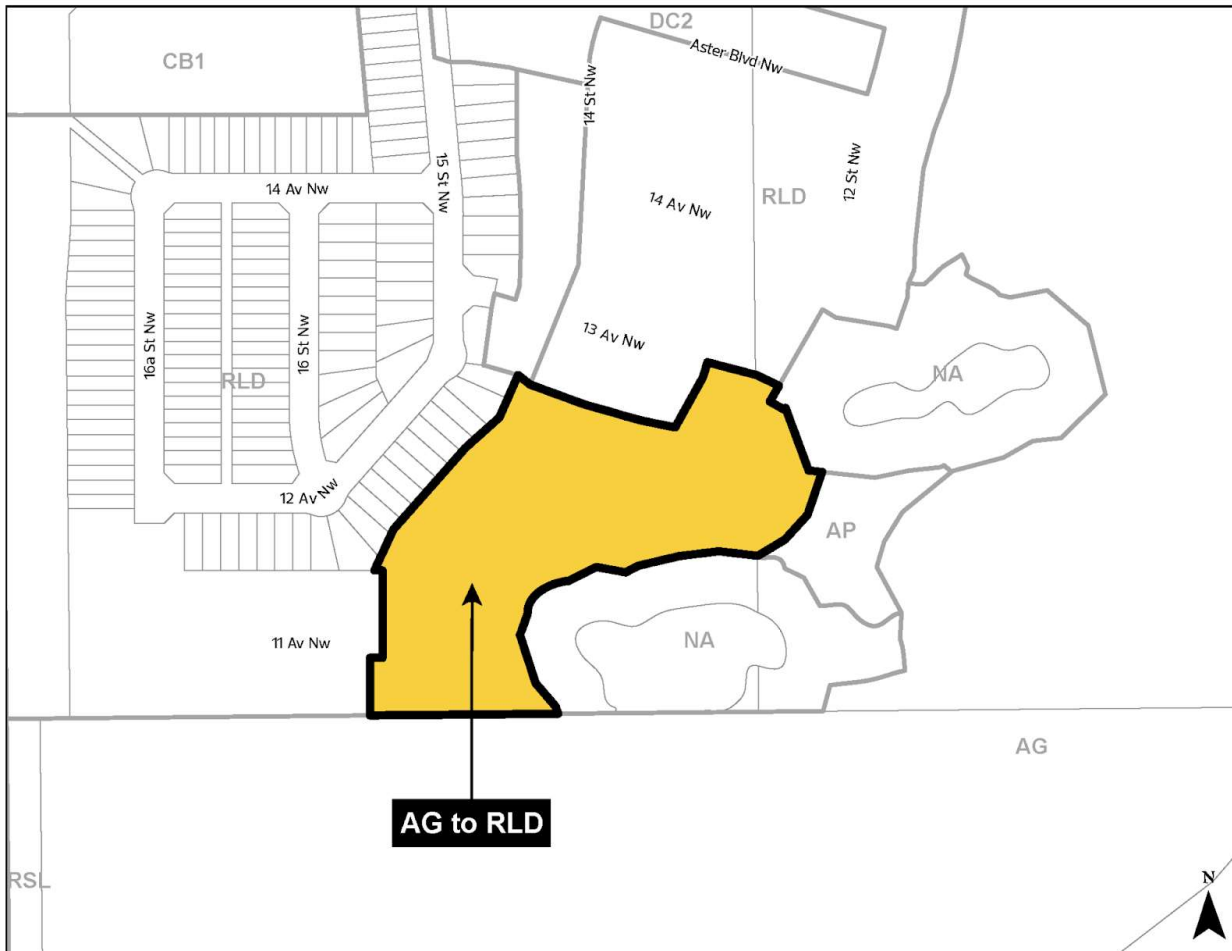 DC2
Aster Blvd Nw
CB1
14 St Nw
15 St Nw
12 St Nw
14 Av Nw
14 Av Nw
RLD
13 Av Nw
16a St Nw
16 St Nw
RLD
NA
12 Av Nw
AP
11 Av Nw
NA
AG
AG to RLD
RSL
N